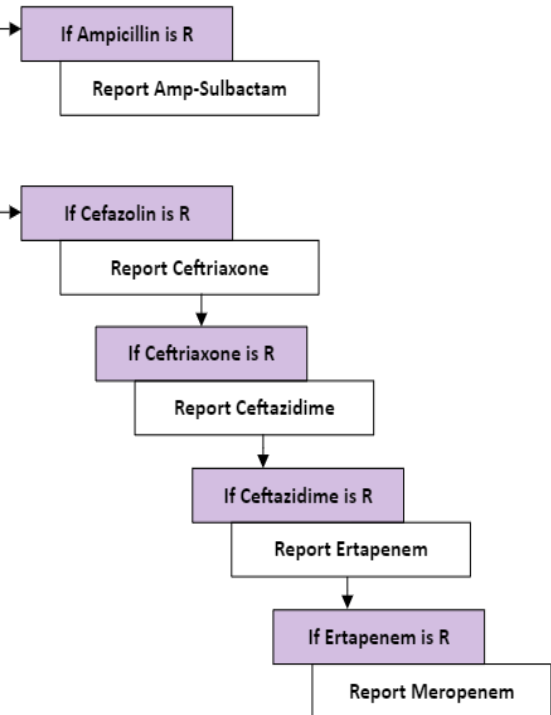 If Ampicillin is R
Report Amp-Sulbactam
If Cefazolin is R
Report Ceftriaxone
If Ceftriaxone is R
Report Ceftazidime
If Ceftazidime is R
Report Ertapenem
If Ertapenem is R
Report Meropenem